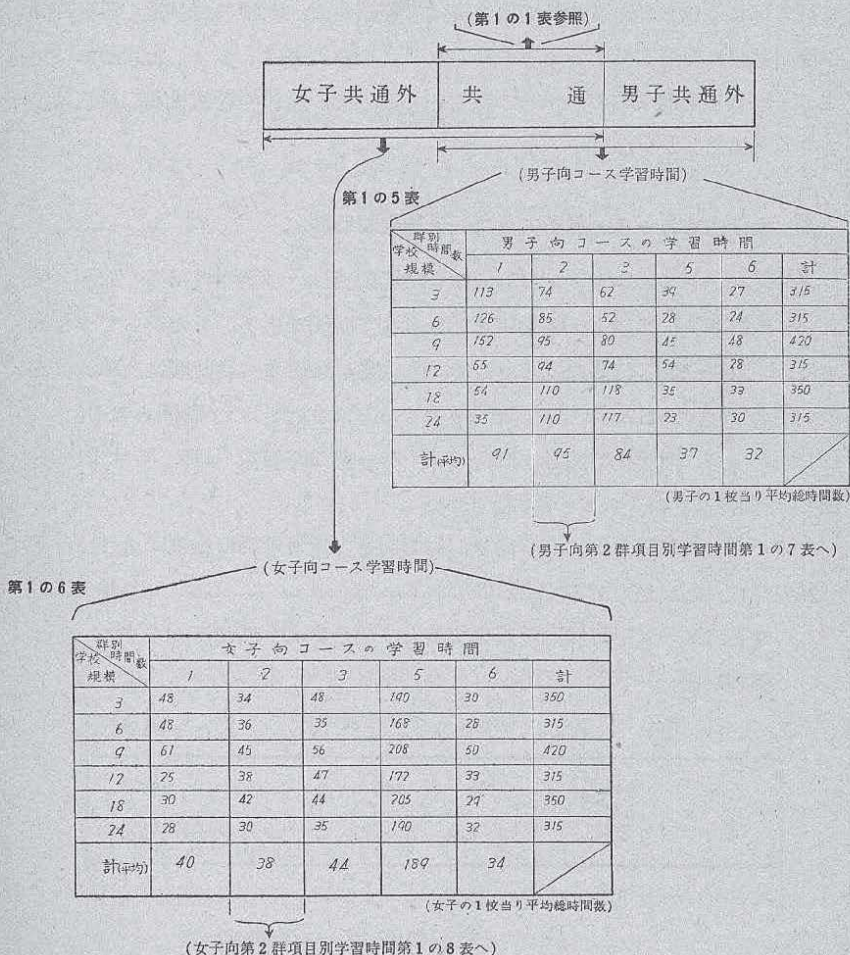 (第1の1表参照)
女子共通外 共通 男子共通外
(男子向コース学習時間)
第1の5表
群別 時間数 学校規模 男子向コースの学習時間
1 2 3 5 6 計
3 113 74 62 39 27 315
6 126 85 52 28 24 315
9 152 95 80 45 48 420
12 65 94 74 54 28 315
18 54 110 118 35 33 350
24 35 110 117 23 30 315
計(平均) 91 95 84 37 32
(男子の1校当り平均総時間数)
(男子向第2群項目別学習時間第1の7表へ)
(女子向コース学習時間)
第1の6表
群別 時間数 学校規模 女子向コースの学習時間
1 2 3 5 6 計
3 48 34 48 190 30 350
6 48 36 35 168 28 315
9 61 45 56 208 50 420
12 25 38 47 172 33 315
18 30 42 44 205 29 350
24 28 30 35 190 32 315
計(平均) 40 38 44 189 34
(女子の1校当り平均総時間数)
(女子向第2群項目別学習時間第1の8表へ)